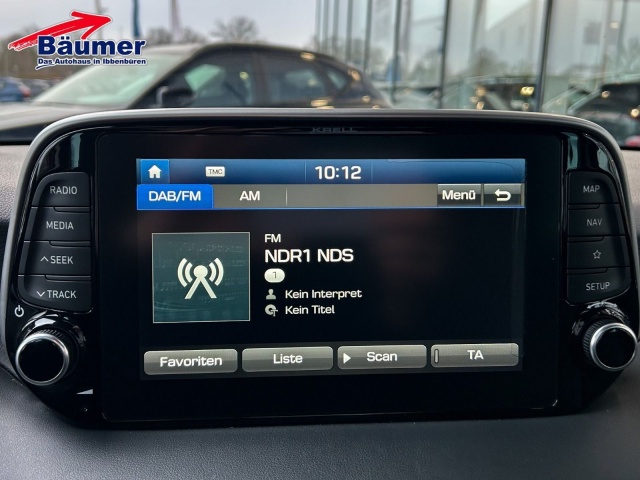 Bäumer
Das Autohaus in Ibbenbüren
KRELL
RADIO
MEDIA
SEEK
TRACK
TMC
10:12
DAB/FM
AM
Menü
FM
NDR1 NDS
1
Kein Interpret
Kein Titel
Favoriten
Liste
Scan
TA
MAP
NAV
SETUP